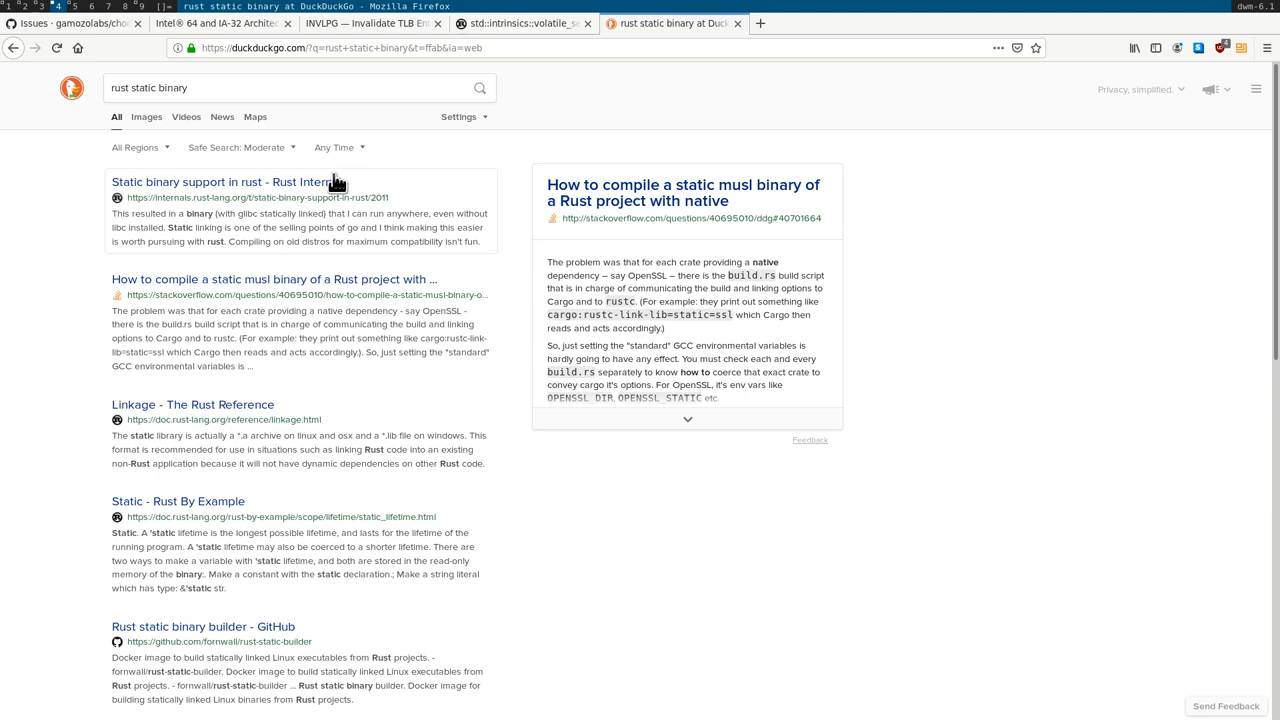 1 2 3 4 5 6 7 8 9 []= rust static binary at DuckDuckGo - Mozilla Firefox dwm-6.1
Issues · gamozolabs/cho
Intel® 64 and IA-32 Architec
INVLPG — Invalidate TLB Ent
std::intrinsics::volatile_se
rust static binary at Duck
https://duckduckgo.com/?q=rust+static+binary&t=ffab&ia=web
4
rust static binary
Privacy, simplified.
All Images Videos News Maps Settings
All Regions Safe Search: Moderate Any Time
Static binary support in rust - Rust Intern
https://internals.rust-lang.org/t/static-binary-support-in-rust/2011
This resulted in a binary (with glibc statically linked) that I can run anywhere, even without
libc installed. Static linking is one of the selling points of go and I think making this easier
is worth pursuing with rust. Compiling on old distros for maximum compatibility isn't fun.
How to compile a static musl binary of a Rust project with ...
https://stackoverflow.com/questions/40695010/how-to-compile-a-static-musl-binary-o...
The problem was that for each crate providing a native dependency - say OpenSSL -
there is the build.rs build script that is in charge of communicating the build and linking
options to Cargo and to rustc. (For example: they print out something like cargo:rustc-link-
lib=static=ssl which Cargo then reads and acts accordingly.). So, just setting the "standard"
GCC environmental variables is ...
Linkage - The Rust Reference
https://doc.rust-lang.org/reference/linkage.html
The static library is actually a *.a archive on linux and osx and a *.lib file on windows. This
format is recommended for use in situations such as linking Rust code into an existing
non-Rust application because it will not have dynamic dependencies on other Rust code.
Static - Rust By Example
https://doc.rust-lang.org/rust-by-example/scope/lifetime/static_lifetime.html
Static. A 'static lifetime is the longest possible lifetime, and lasts for the lifetime of the
running program. A 'static lifetime may also be coerced to a shorter lifetime. There are
two ways to make a variable with 'static lifetime, and both are stored in the read-only
memory of the binary:. Make a constant with the static declaration.; Make a string literal
which has type: &'static str.
Rust static binary builder - GitHub
https://github.com/fornwall/rust-static-builder
Docker image to build statically linked Linux executables from Rust projects. -
fornwall/rust-static-builder. Docker image to build statically linked Linux executables from
Rust projects. - fornwall/rust-static-builder ... Rust static binary builder. Docker image for
building statically linked Linux binaries from Rust projects.
How to compile a static musl binary of
a Rust project with native
http://stackoverflow.com/questions/40695010/ddg#40701664
The problem was that for each crate providing a native
dependency – say OpenSSL – there is the build.rs build script
that is in charge of communicating the build and linking options to
Cargo and to rustc. (For example: they print out something like
cargo:rustc-link-lib=static=ssl which Cargo then
reads and acts accordingly.)
So, just setting the "standard" GCC environmental variables is
hardly going to have any effect. You must check each and every
build.rs separately to know how to coerce that exact crate to
convey cargo it's options. For OpenSSL, it's env vars like
OPENSSL_DIR, OPENSSL_STATIC etc.
Feedback
Send Feedback